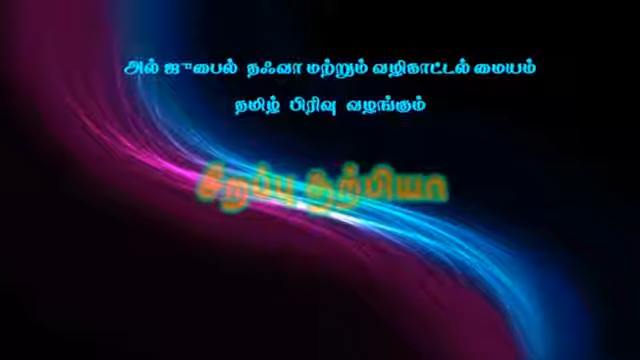 அல் ஜுபைல் தஃவா மற்றும் வழிகாட்டல் மையம்
தமிழ் பிரிவு வழங்கும்
சிறப்பு தர்பியா